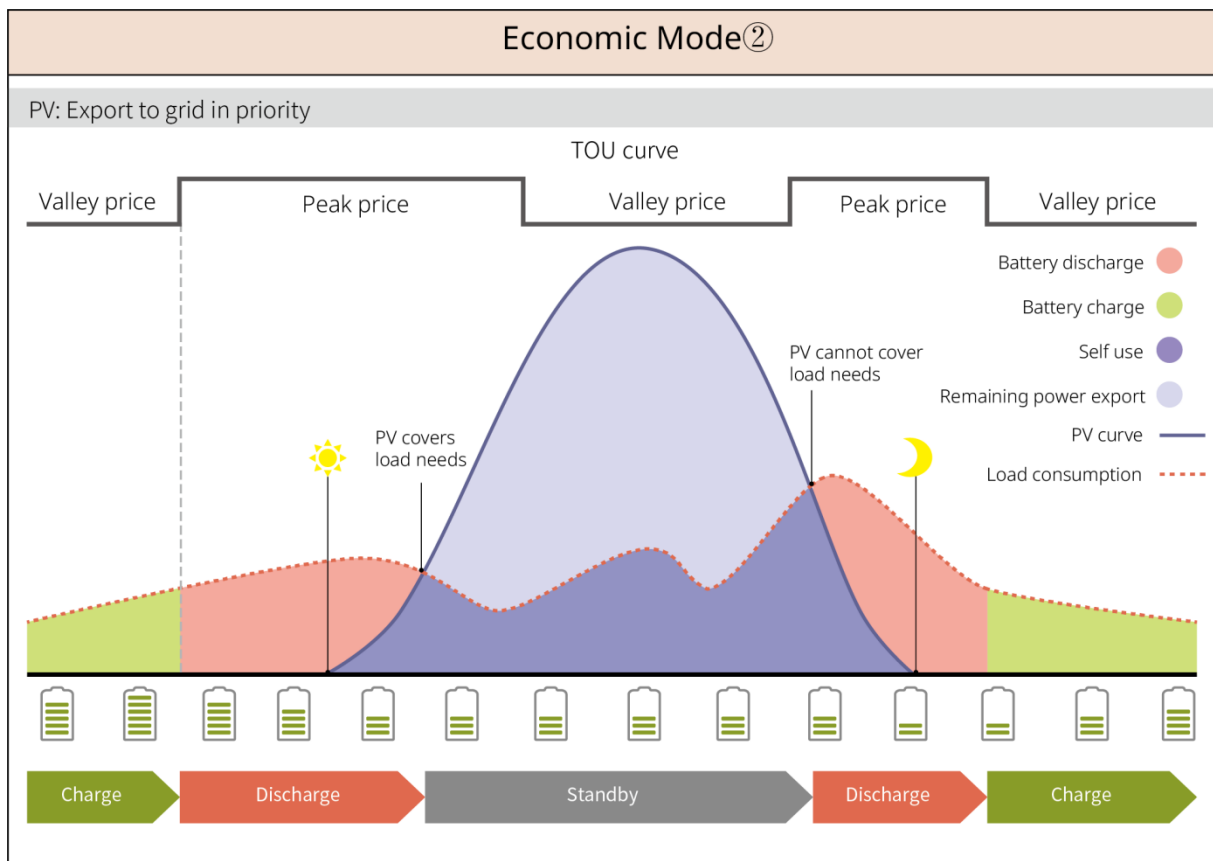 Economic Mode②
PV: Export to grid in priority
TOU curve
Valley price
Peak price
Valley price
Peak price
Valley price
Battery discharge
Battery charge
Self use
Remaining power export
PV curve
Load consumption
PV cannot cover
load needs
PV covers
load needs
Charge
Discharge
Standby
Discharge
Charge